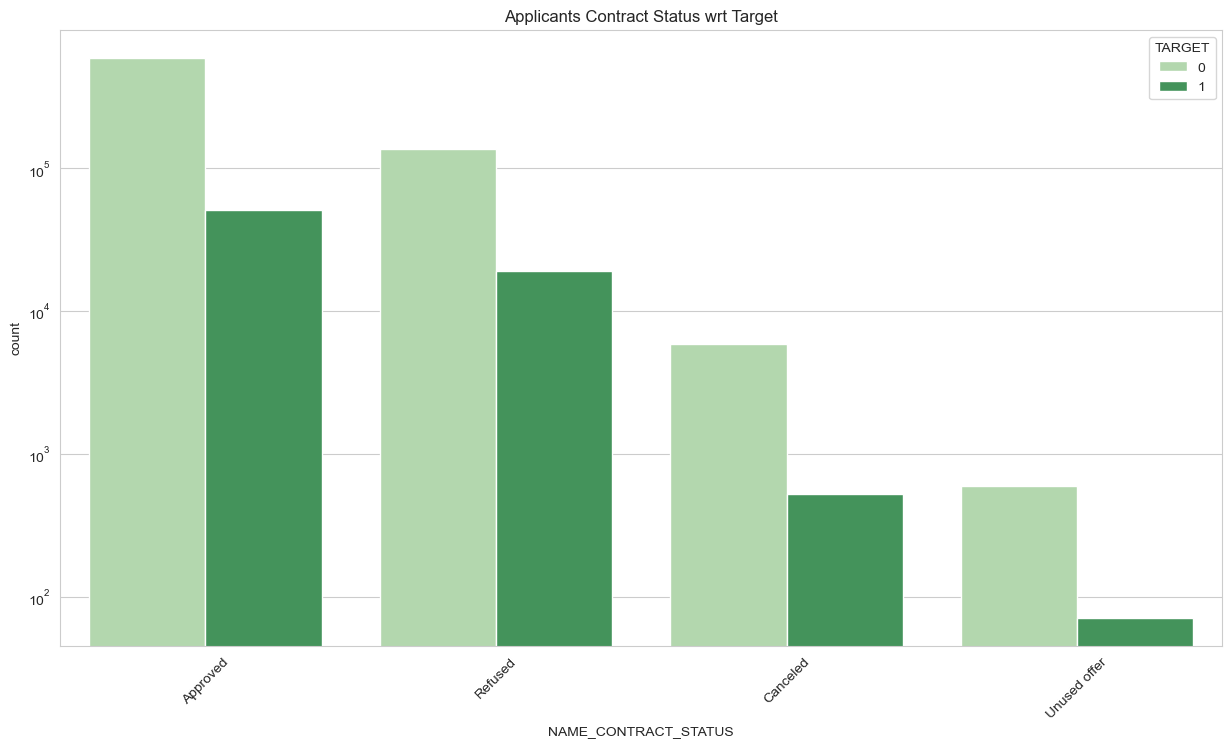 Applicants Contract Status wrt Target
TARGET
0
1
10^5
10^4
10^3
10^2
count
Approved
Refused
Canceled
Unused offer
NAME_CONTRACT_STATUS